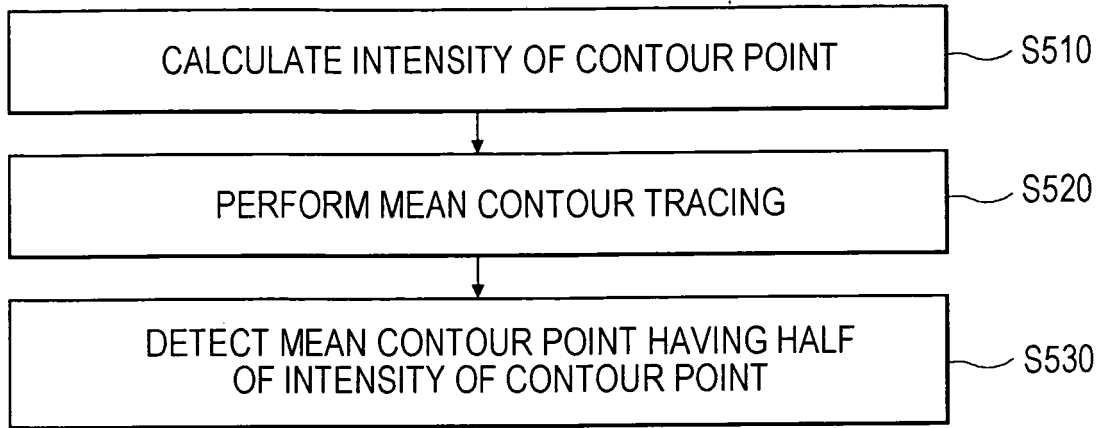 CALCULATE INTENSITY OF CONTOUR POINT
S510
PERFORM MEAN CONTOUR TRACING
S520
DETECT MEAN CONTOUR POINT HAVING HALF
OF INTENSITY OF CONTOUR POINT
S530